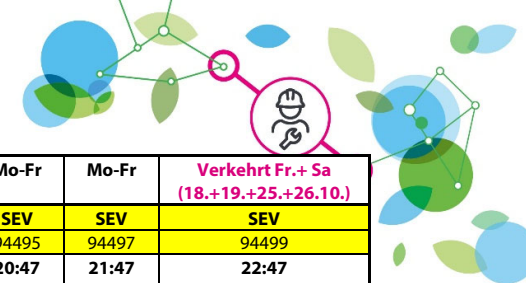 Mo-Fr Mo-Fr Verkehrt Fr.+ Sa
(18.+19.+25.+26.10.)
SEV SEV SEV
94495 94497 94499
20:47 21:47 22:47